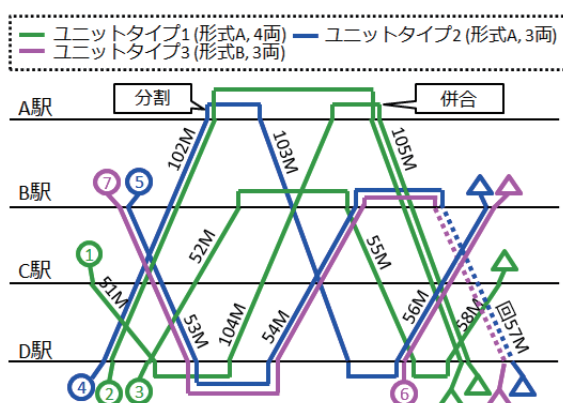 ユニットタイプ1 (形式A, 4両) ユニットタイプ2 (形式A, 3両)
ユニットタイプ3 (形式B, 3両)
分割 併合
A駅
102M 103M 105M
⑦ ⑤
B駅
52M 55M
①
C駅
51M 53M 104M 54M 56M 58M 回57M
D駅
④ ② ③ ⑥